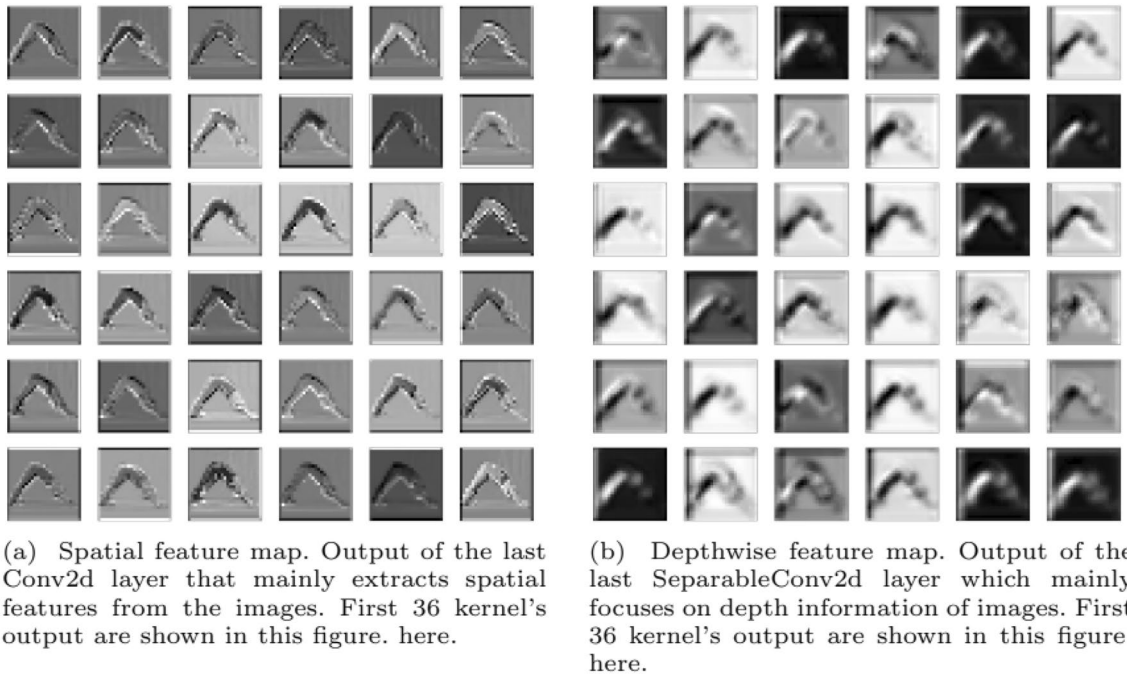 (a) Spatial feature map. Output of the last
Conv2d layer that mainly extracts spatial
features from the images. First 36 kernel's
output are shown in this figure. here.
(b) Depthwise feature map. Output of the
last SeparableConv2d layer which mainly
focuses on depth information of images. First
36 kernel's output are shown in this figure
here.